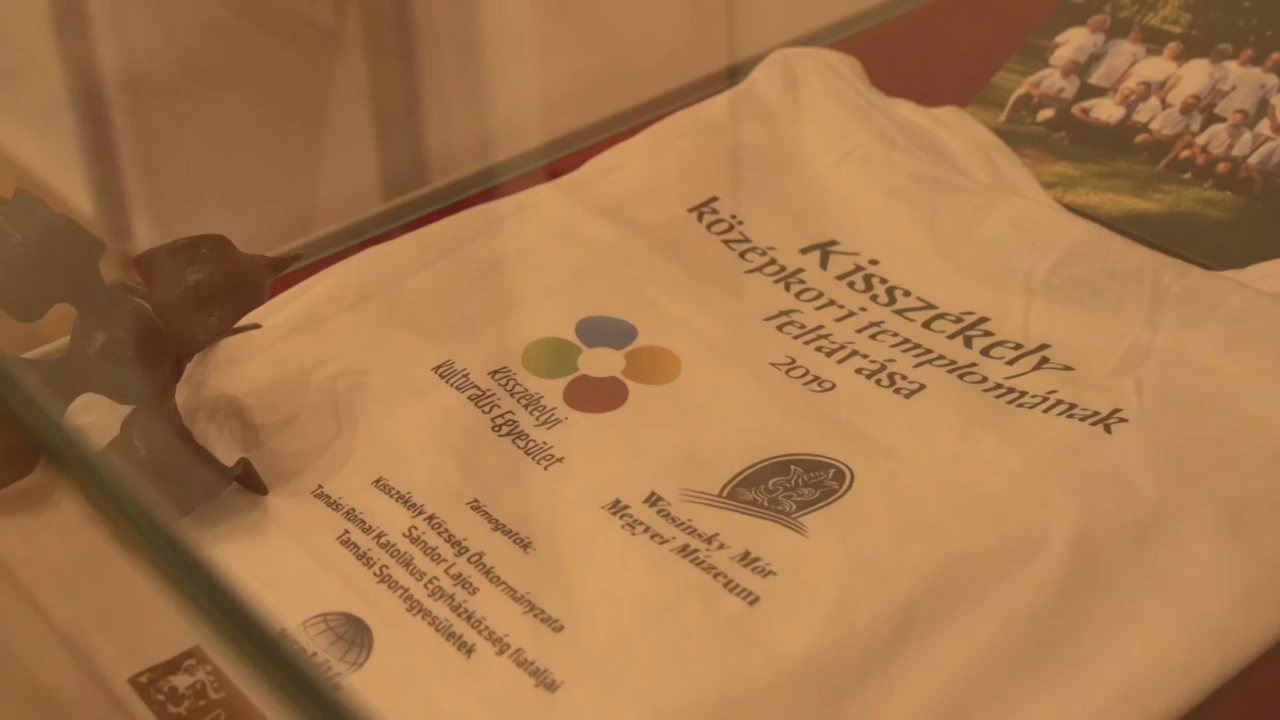 Kisszékely
középkori templomának
feltárása
2019
Kisszékelyi
Kulturális Egyesület
Wosinsky Mór
Megyei Múzeum
Támogatók:
Kisszékely Község Önkormányzata
Sándor Lajos
Tamási Római Katolikus Egyházközség fiataljai
Tamási Sportegyesületek